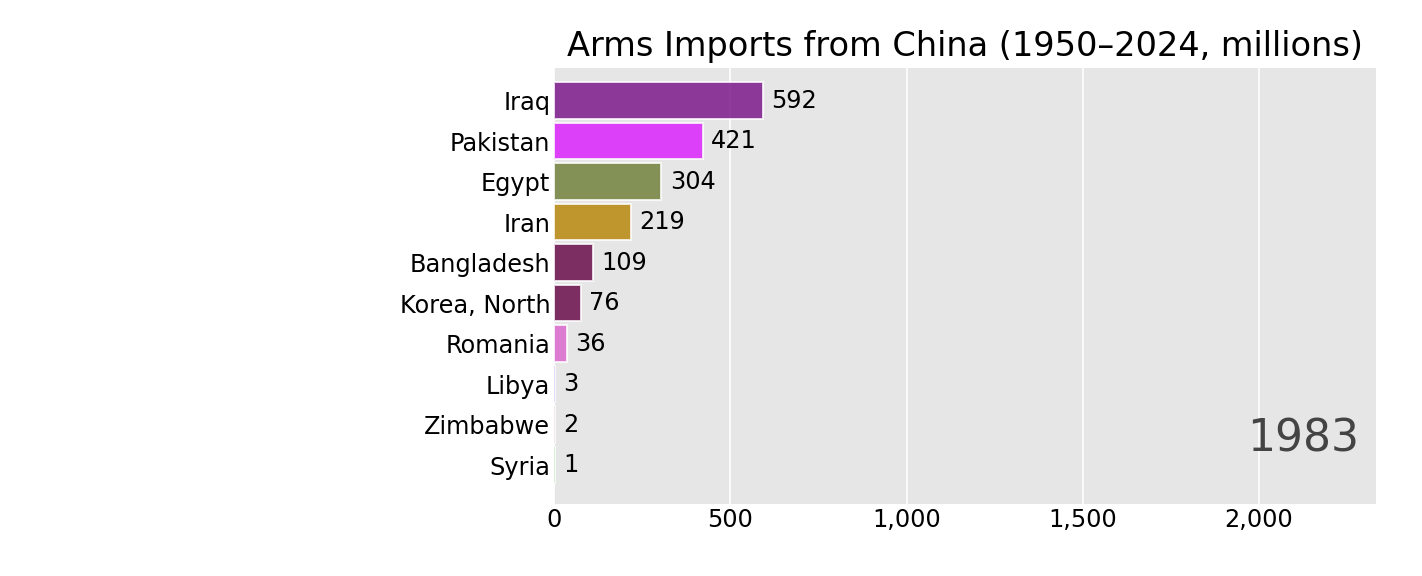 Arms Imports from China (1950–2024, millions)
Iraq 592
Pakistan 421
Egypt 304
Iran 219
Bangladesh 109
Korea, North 76
Romania 36
Libya 3
Zimbabwe 2
Syria 1
1983
0 500 1,000 1,500 2,000